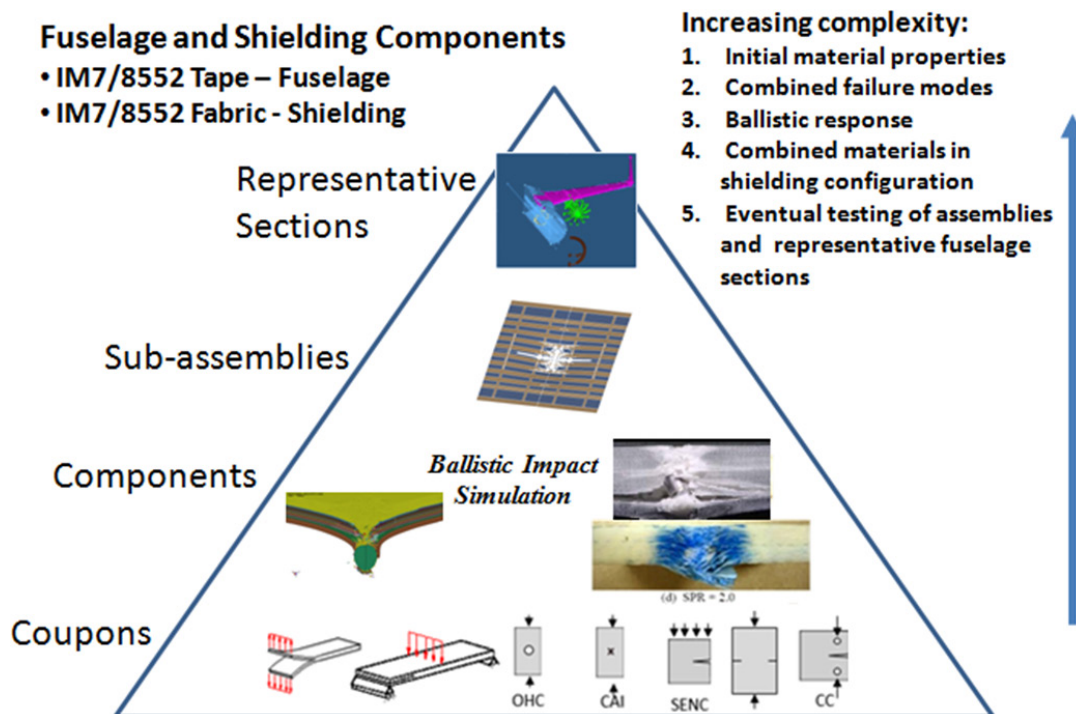 Fuselage and Shielding Components
• IM7/8552 Tape – Fuselage
• IM7/8552 Fabric - Shielding
Increasing complexity:
1. Initial material properties
2. Combined failure modes
3. Ballistic response
4. Combined materials in
shielding configuration
5. Eventual testing of assemblies
and representative fuselage
sections
Representative
Sections
Sub-assemblies
Components
Ballistic Impact
Simulation
(d) SPR = 2.0
Coupons
OHC
CAI
SENC
CC